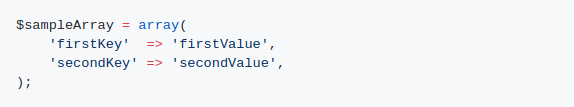 $sampleArray = array(
    'firstKey'  => 'firstValue',
    'secondKey' => 'secondValue',
);